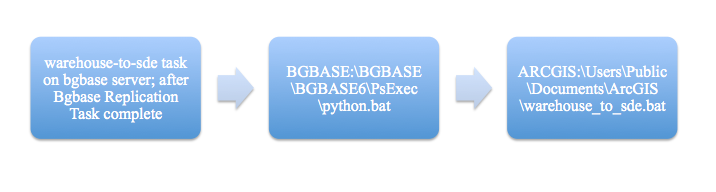 warehouse-to-sde task
on bgbase server; after
Bgbase Replication
Task complete
BGBASE:\BGBASE
\BGBASE6\PsExec
\python.bat
ARCGIS:\Users\Public
\Documents\ArcGIS
\warehouse_to_sde.bat